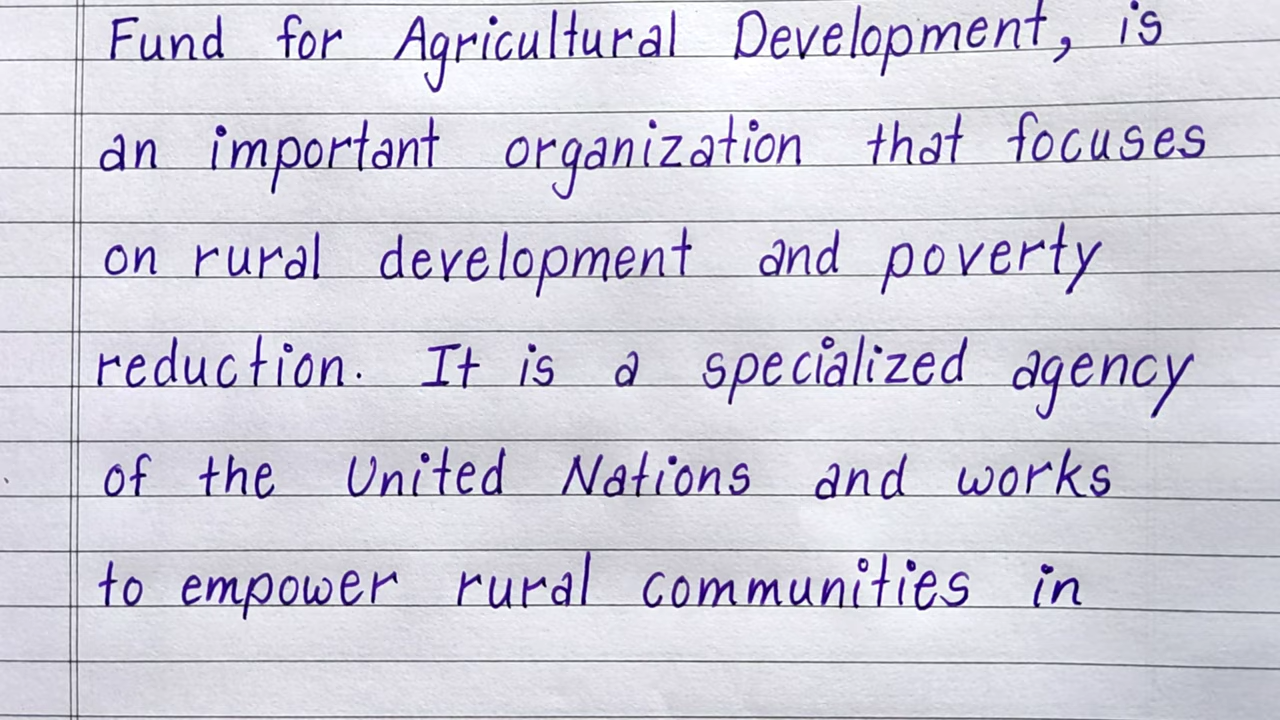 Fund for Agricultural Development, is
an important organization that focuses
on rural development and poverty
reduction. It is a specialized agency
of the United Nations and works
to empower rural communities in